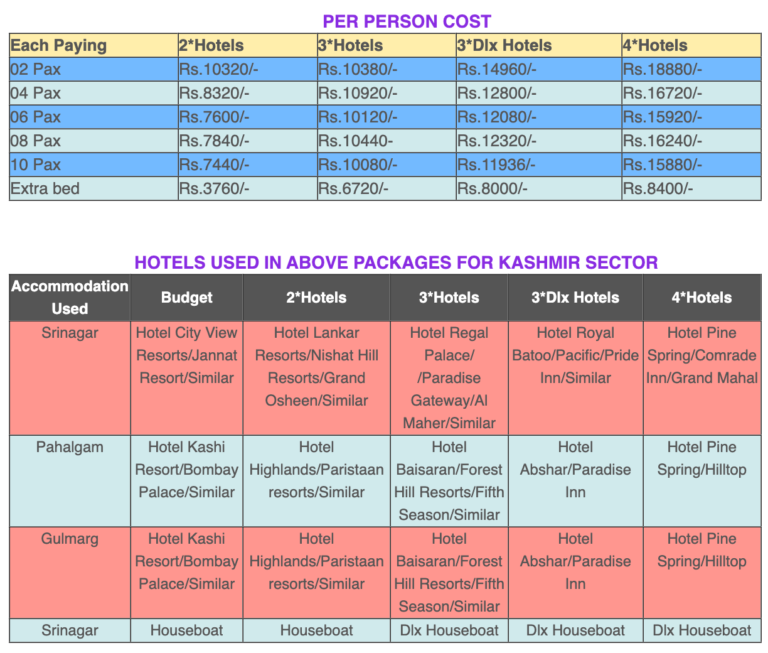 PER PERSON COST
Each Paying 2*Hotels 3*Hotels 3*Dlx Hotels 4*Hotels
02 Pax Rs.10320/- Rs.10380/- Rs.14960/- Rs.18880/-
04 Pax Rs.8320/- Rs.10920/- Rs.12800/- Rs.16720/-
06 Pax Rs.7600/- Rs.10120/- Rs.12080/- Rs.15920/-
08 Pax Rs.7840/- Rs.10440- Rs.12320/- Rs.16240/-
10 Pax Rs.7440/- Rs.10080/- Rs.11936/- Rs.15880/-
Extra bed Rs.3760/- Rs.6720/- Rs.8000/- Rs.8400/-
HOTELS USED IN ABOVE PACKAGES FOR KASHMIR SECTOR
Accommodation
Used
Budget
2*Hotels
3*Hotels
3*Dlx Hotels
4*Hotels
Srinagar
Hotel City View
Resorts/Jannat
Resort/Similar
Hotel Lankar
Resorts/Nishat Hill
Resorts/Grand
Osheen/Similar
Hotel Regal
Palace/
/Paradise
Gateway/Al
Maher/Similar
Hotel Royal
Batoo/Pacific/Pride
Inn/Similar
Hotel Pine
Spring/Comrade
Inn/Grand Mahal
Pahalgam
Hotel Kashi
Resort/Bombay
Palace/Similar
Hotel
Highlands/Paristaan
resorts/Similar
Hotel
Baisaran/Forest
Hill Resorts/Fifth
Season/Similar
Hotel
Abshar/Paradise
Inn
Hotel Pine
Spring/Hilltop
Gulmarg
Hotel Kashi
Resort/Bombay
Palace/Similar
Hotel
Highlands/Paristaan
resorts/Similar
Hotel
Baisaran/Forest
Hill Resorts/Fifth
Season/Similar
Hotel
Abshar/Paradise
Inn
Hotel Pine
Spring/Hilltop
Srinagar Houseboat Houseboat Dlx Houseboat Dlx Houseboat Dlx Houseboat